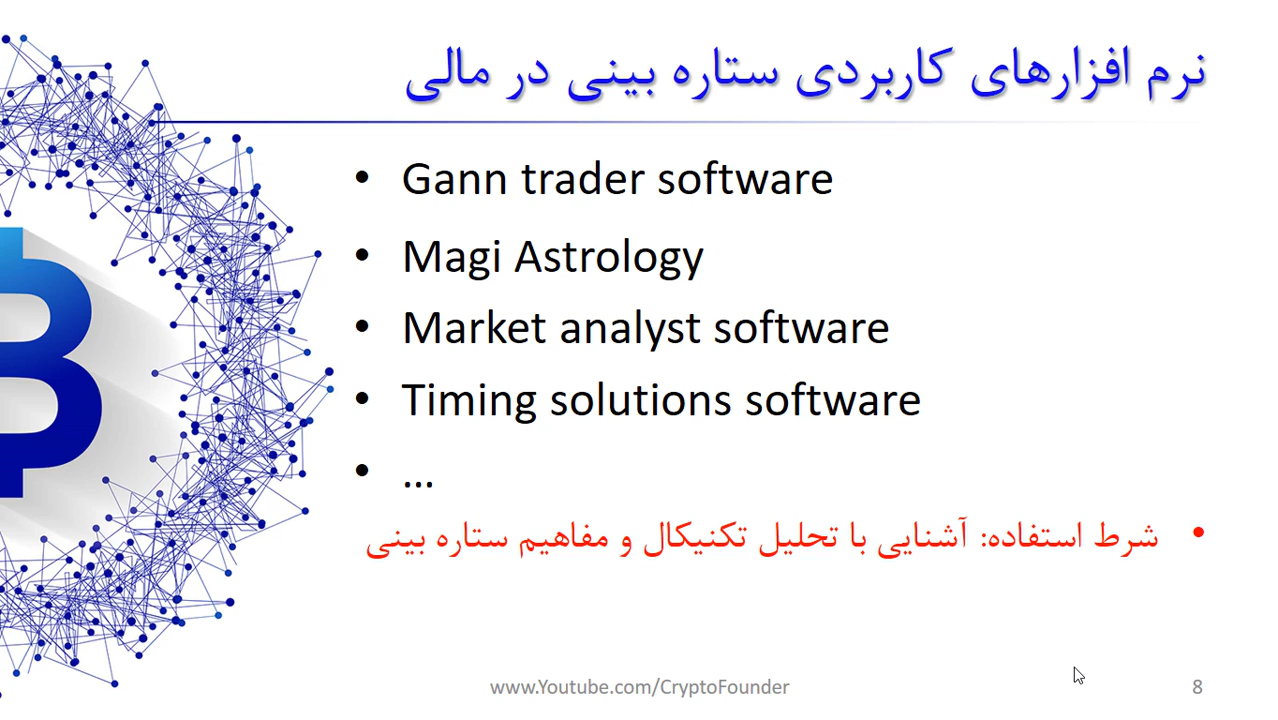 نرم افزارهای کاربردی ستاره بینی در مالی
• Gann trader software
• Magi Astrology
• Market analyst software
• Timing solutions software
• ...
• شرط استفاده: آشنایی با تحلیل تکنیکال و مفاهیم ستاره بینی
www.Youtube.com/CryptoFounder
8